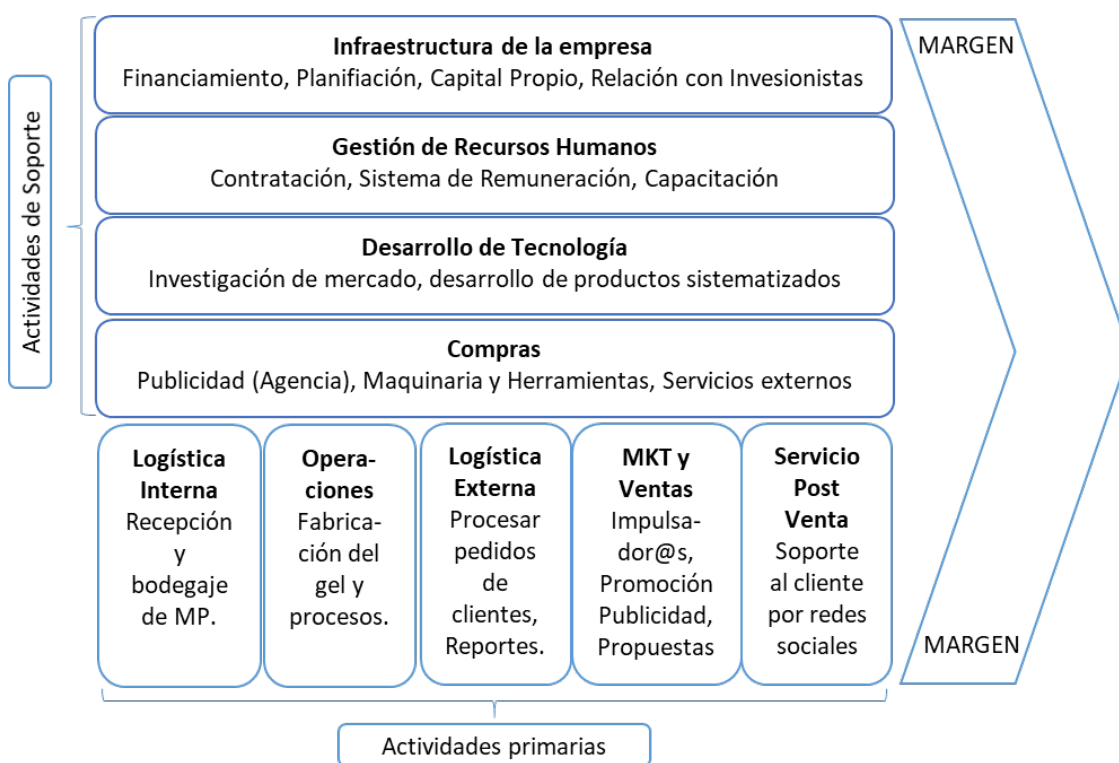 Actividades de Soporte
Infraestructura de la empresa
Financiamiento, Planifiación, Capital Propio, Relación con Invesionistas
Gestión de Recursos Humanos
Contratación, Sistema de Remuneración, Capacitación
Desarrollo de Tecnología
Investigación de mercado, desarrollo de productos sistematizados
Compras
Publicidad (Agencia), Maquinaria y Herramientas, Servicios externos
Logística
Interna
Recepción
y
bodegaje
de MP.
Opera-
ciones
Fabrica-
ción del
gel y
procesos.
Logística
Externa
Procesar
pedidos
de
clientes,
Reportes.
MKT y
Ventas
Impulsa-
dor@s,
Promoción
Publicidad,
Propuestas
Servicio
Post
Venta
Soporte
al cliente
por redes
sociales
MARGEN
MARGEN
Actividades primarias